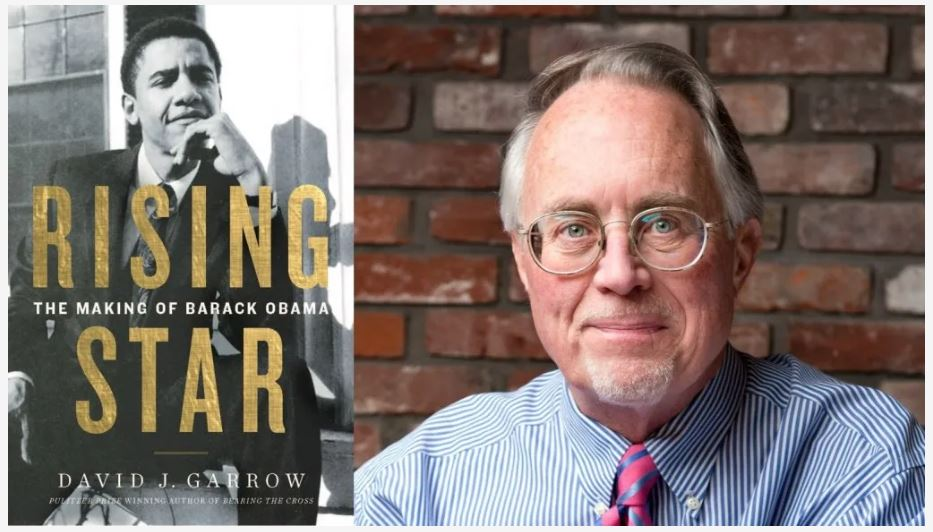 RISING
THE MAKING OF BARACK OBAMA
STAR
DAVID J. GARROW
PULITZER PRIZE WINNING AUTHOR OF BEARING THE CROSS